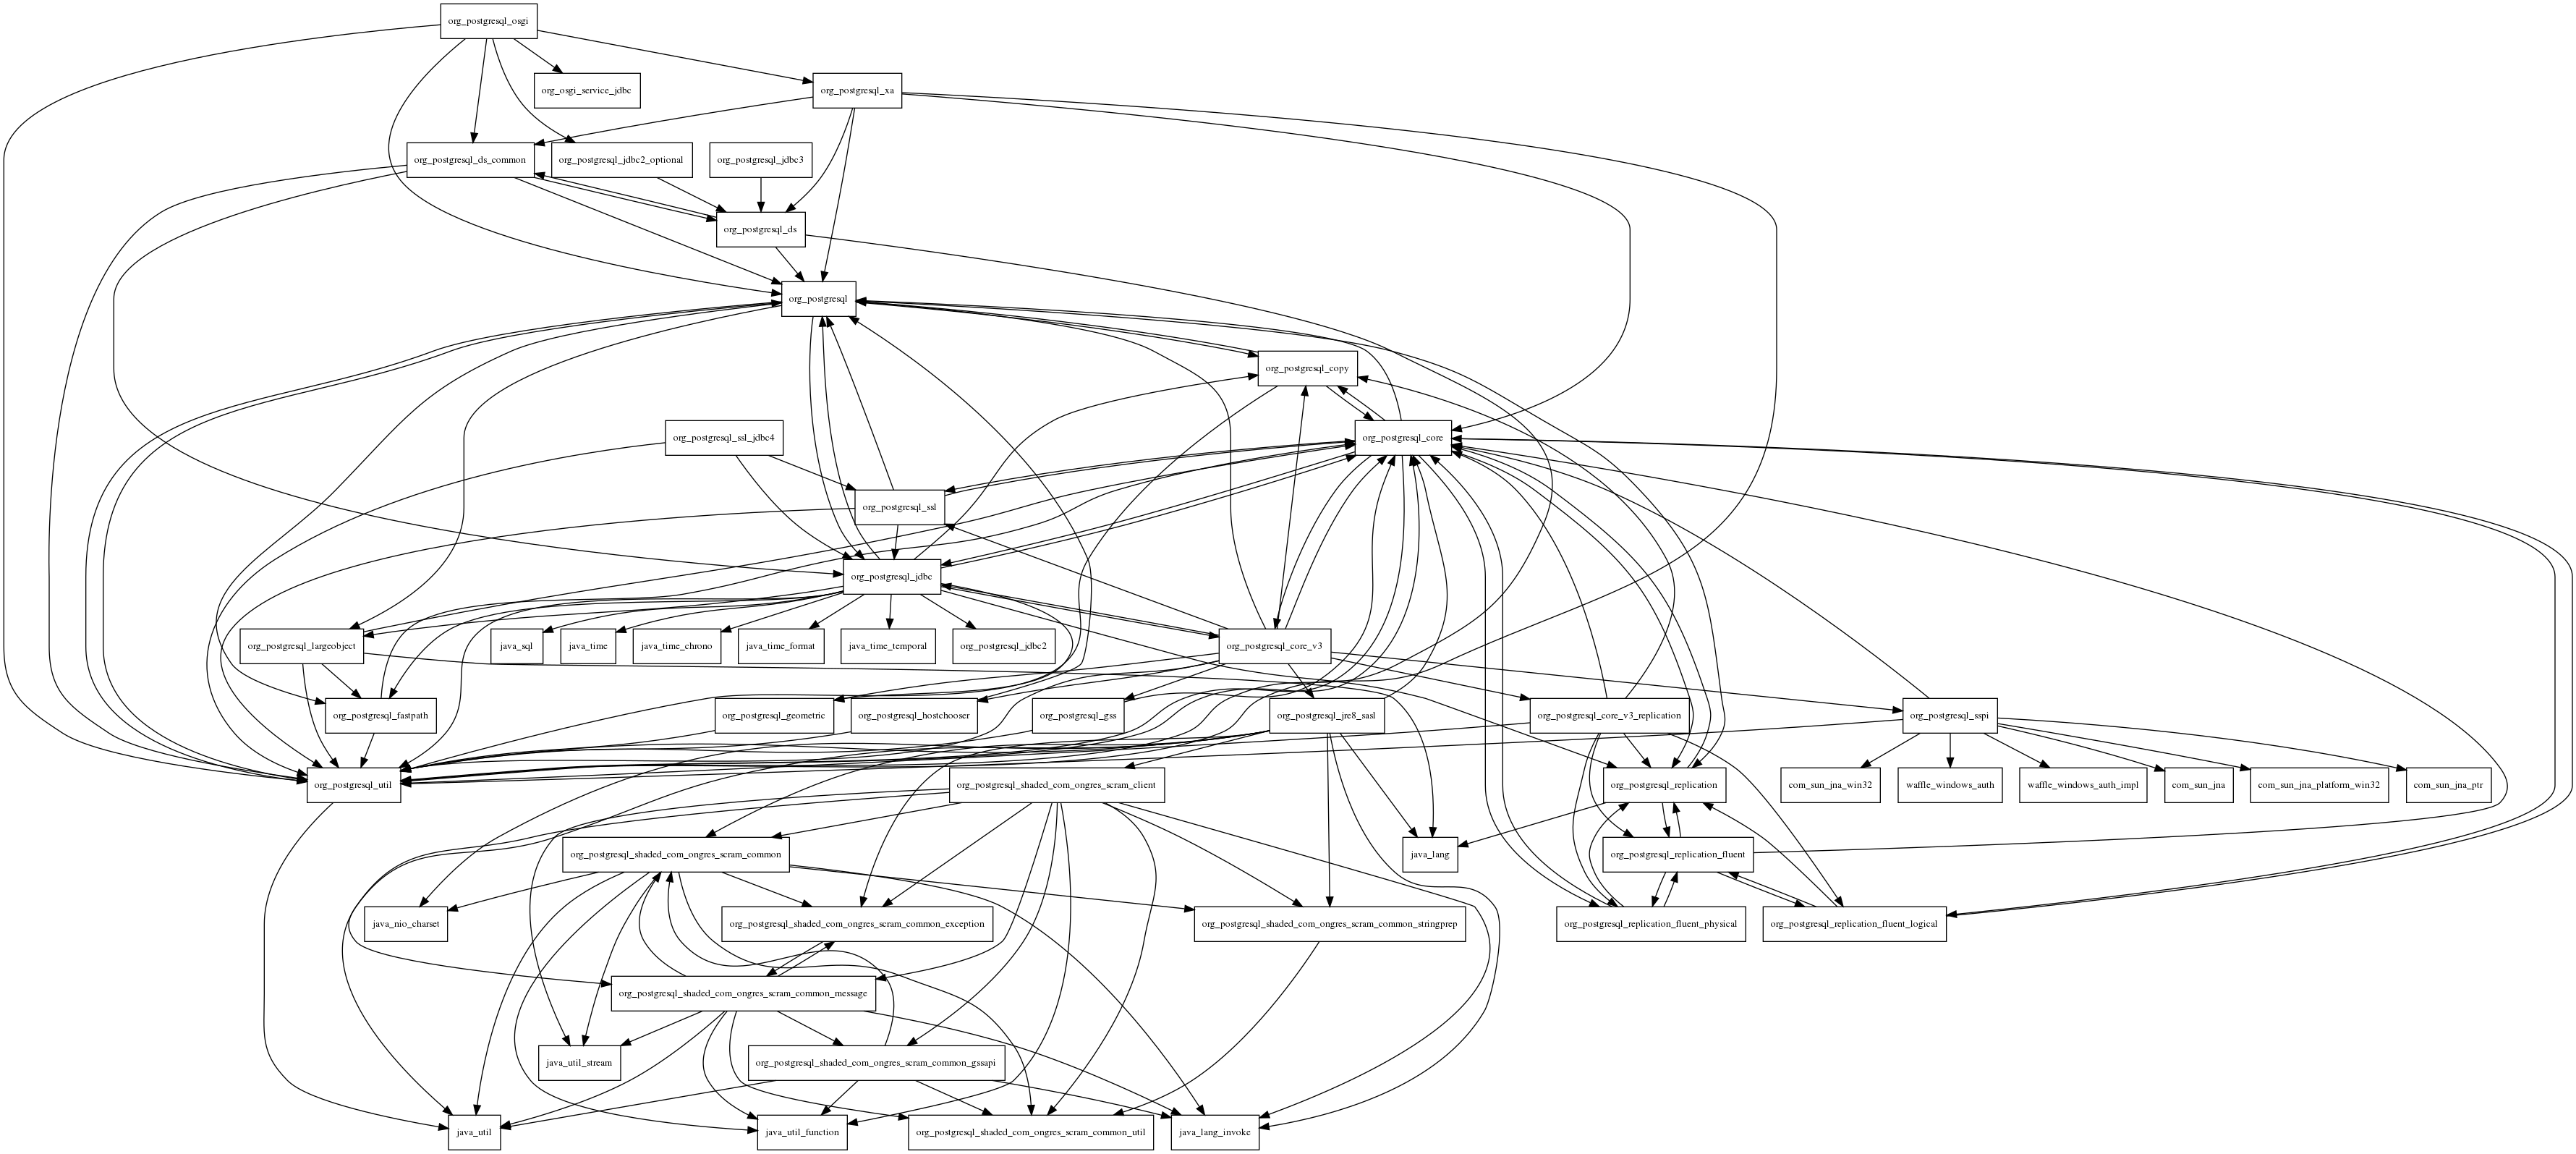 org_postgresql_osgi
org_osgi_service_jdbc
org_postgresql_xa
org_postgresql_ds_common
org_postgresql_jdbc2_optional
org_postgresql_jdbc3
org_postgresql_ds
org_postgresql
org_postgresql_copy
org_postgresql_ssl_jdbc4
org_postgresql_core
org_postgresql_ssl
org_postgresql_jdbc
org_postgresql_largeobject
java_sql
java_time
java_time_chrono
java_time_format
java_time_temporal
org_postgresql_jdbc2
org_postgresql_core_v3
org_postgresql_fastpath
org_postgresql_geometric
org_postgresql_hostchooser
org_postgresql_gss
org_postgresql_jre8_sasl
org_postgresql_core_v3_replication
org_postgresql_sspi
org_postgresql_util
org_postgresql_shaded_com_ongres_scram_client
org_postgresql_replication
com_sun_jna_win32
waffle_windows_auth
waffle_windows_auth_impl
com_sun_jna
com_sun_jna_platform_win32
com_sun_jna_ptr
org_postgresql_shaded_com_ongres_scram_common
java_lang
org_postgresql_replication_fluent
java_nio_charset
org_postgresql_shaded_com_ongres_scram_common_exception
org_postgresql_shaded_com_ongres_scram_common_stringprep
org_postgresql_replication_fluent_physical
org_postgresql_replication_fluent_logical
org_postgresql_shaded_com_ongres_scram_common_message
java_util_stream
org_postgresql_shaded_com_ongres_scram_common_gssapi
java_util
java_util_function
org_postgresql_shaded_com_ongres_scram_common_util
java_lang_invoke